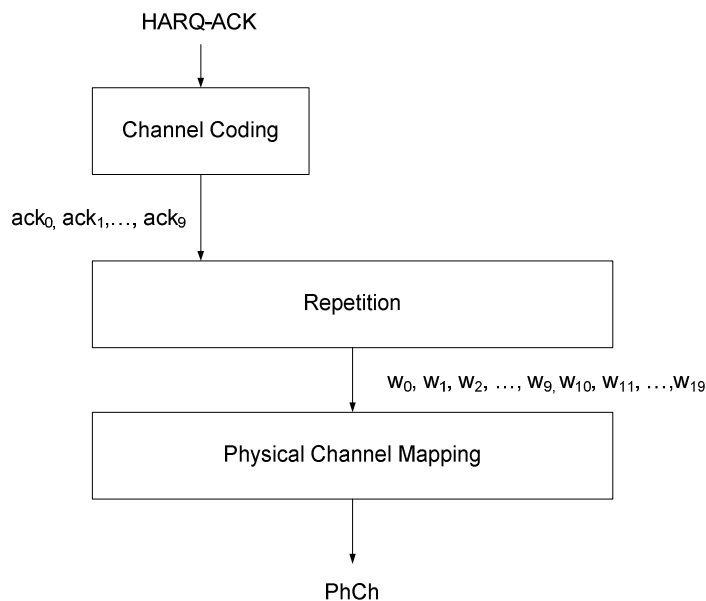 HARQ-ACK
Channel Coding
ack₀, ack₁,…, ack₉
Repetition
w₀, w₁, w₂, …, w₉, w₁₀, w₁₁, …,w₁₉
Physical Channel Mapping
PhCh